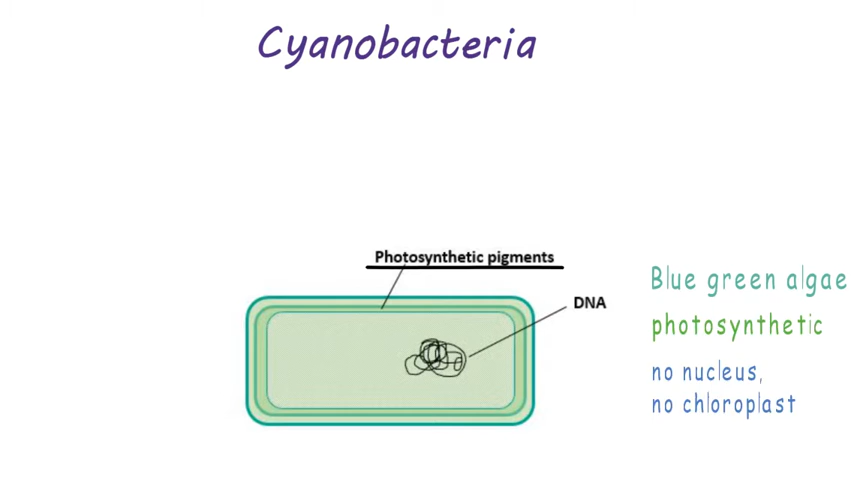 Cyanobacteria
Photosynthetic pigments
DNA
Blue green algae
photosynthetic
no nucleus,
no chloroplast